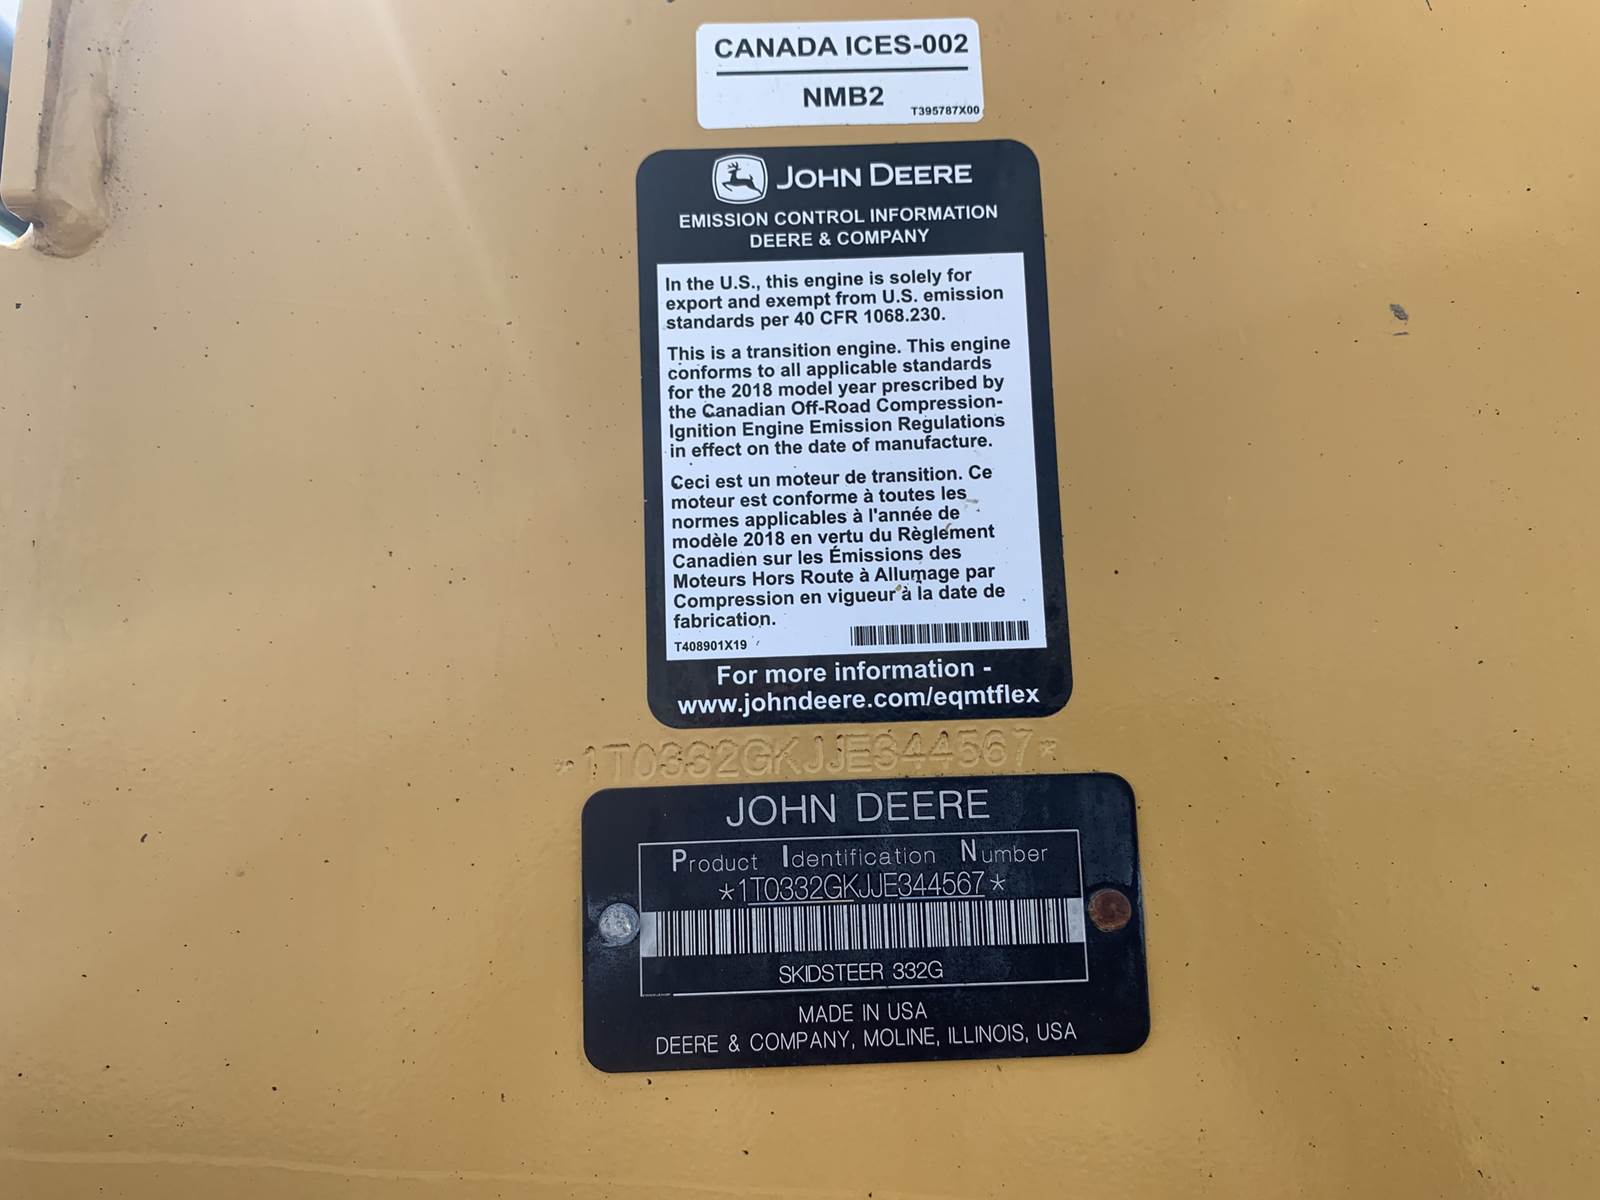 CANADA ICES-002
NMB2
T395787X00
JOHN DEERE
EMISSION CONTROL INFORMATION
DEERE & COMPANY
In the U.S., this engine is solely for
export and exempt from U.S. emission
standards per 40 CFR 1068.230.
This is a transition engine. This engine
conforms to all applicable standards
for the 2018 model year prescribed by
the Canadian Off-Road Compression-
Ignition Engine Emission Regulations
in effect on the date of manufacture.
Ceci est un moteur de transition. Ce
moteur est conforme à toutes les
normes applicables à l'année de
modèle 2018 en vertu du Règlement
Canadien sur les Émissions des
Moteurs Hors Route à Allumage par
Compression en vigueur à la date de
fabrication.
T408901X19
For more information -
www.johndeere.com/eqmtflex
*1T0332GKJJE344567*
JOHN DEERE
Product Identification Number
*1T0332GKJJE344567*
SKIDSTEER 332G
MADE IN USA
DEERE & COMPANY, MOLINE, ILLINOIS, USA